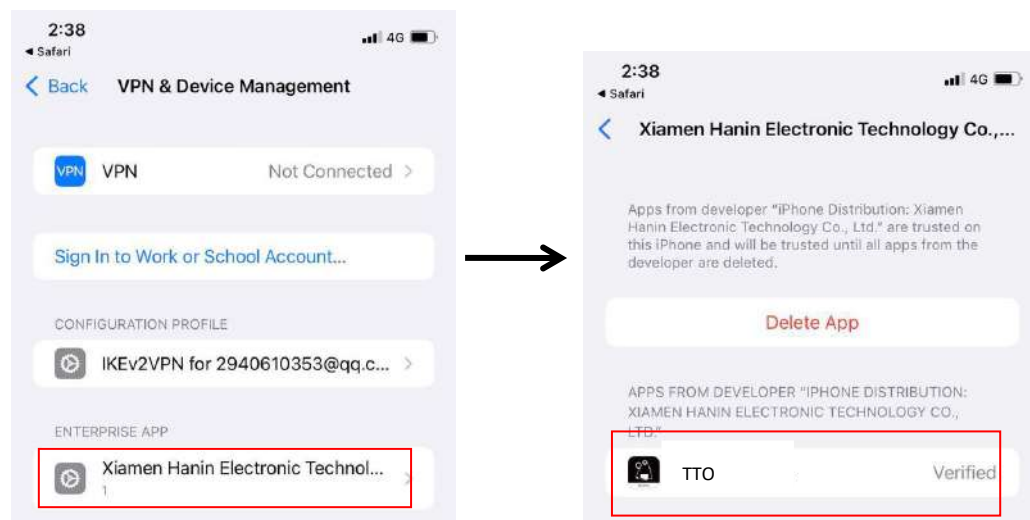 2:38
4G
Safari
Back VPN & Device Management
VPN VPN Not Connected
Sign In to Work or School Account...
CONFIGURATION PROFILE
IKEv2VPN for 2940610353@qq.c...
ENTERPRISE APP
Xiamen Hanin Electronic Technol...
1
2:38
4G
Safari
Xiamen Hanin Electronic Technology Co.,...
Apps from developer "iPhone Distribution: Xiamen
Hanin Electronic Technology Co., Ltd." are trusted on
this iPhone and will be trusted until all apps from the
developer are deleted.
Delete App
APPS FROM DEVELOPER "IPHONE DISTRIBUTION:
XIAMEN HANIN ELECTRONIC TECHNOLOGY CO.,
LTD."
TTO Verified